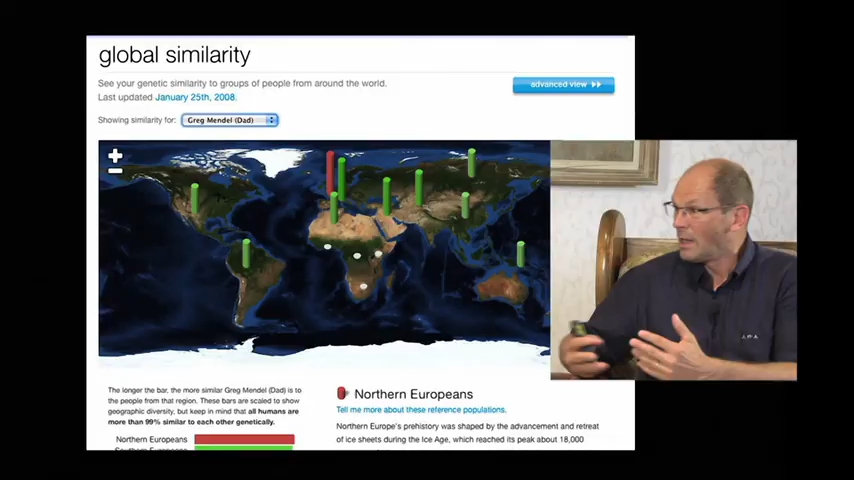 global similarity
See your genetic similarity to groups of people from around the world.
Last updated January 25th, 2008.
advanced view
Showing similarity for: Greg Mendel (Dad)
The longer the bar, the more similar Greg Mendel (Dad) is to
the people from that region. These bars are scaled to show
geographic diversity, but keep in mind that all humans are
more than 99% similar to each other genetically.
Northern Europeans
Northern Europeans
Tell me more about these reference populations.
Northern Europe's prehistory was shaped by the advancement and retreat
of ice sheets during the Ice Age, which reached its peak about 18,000